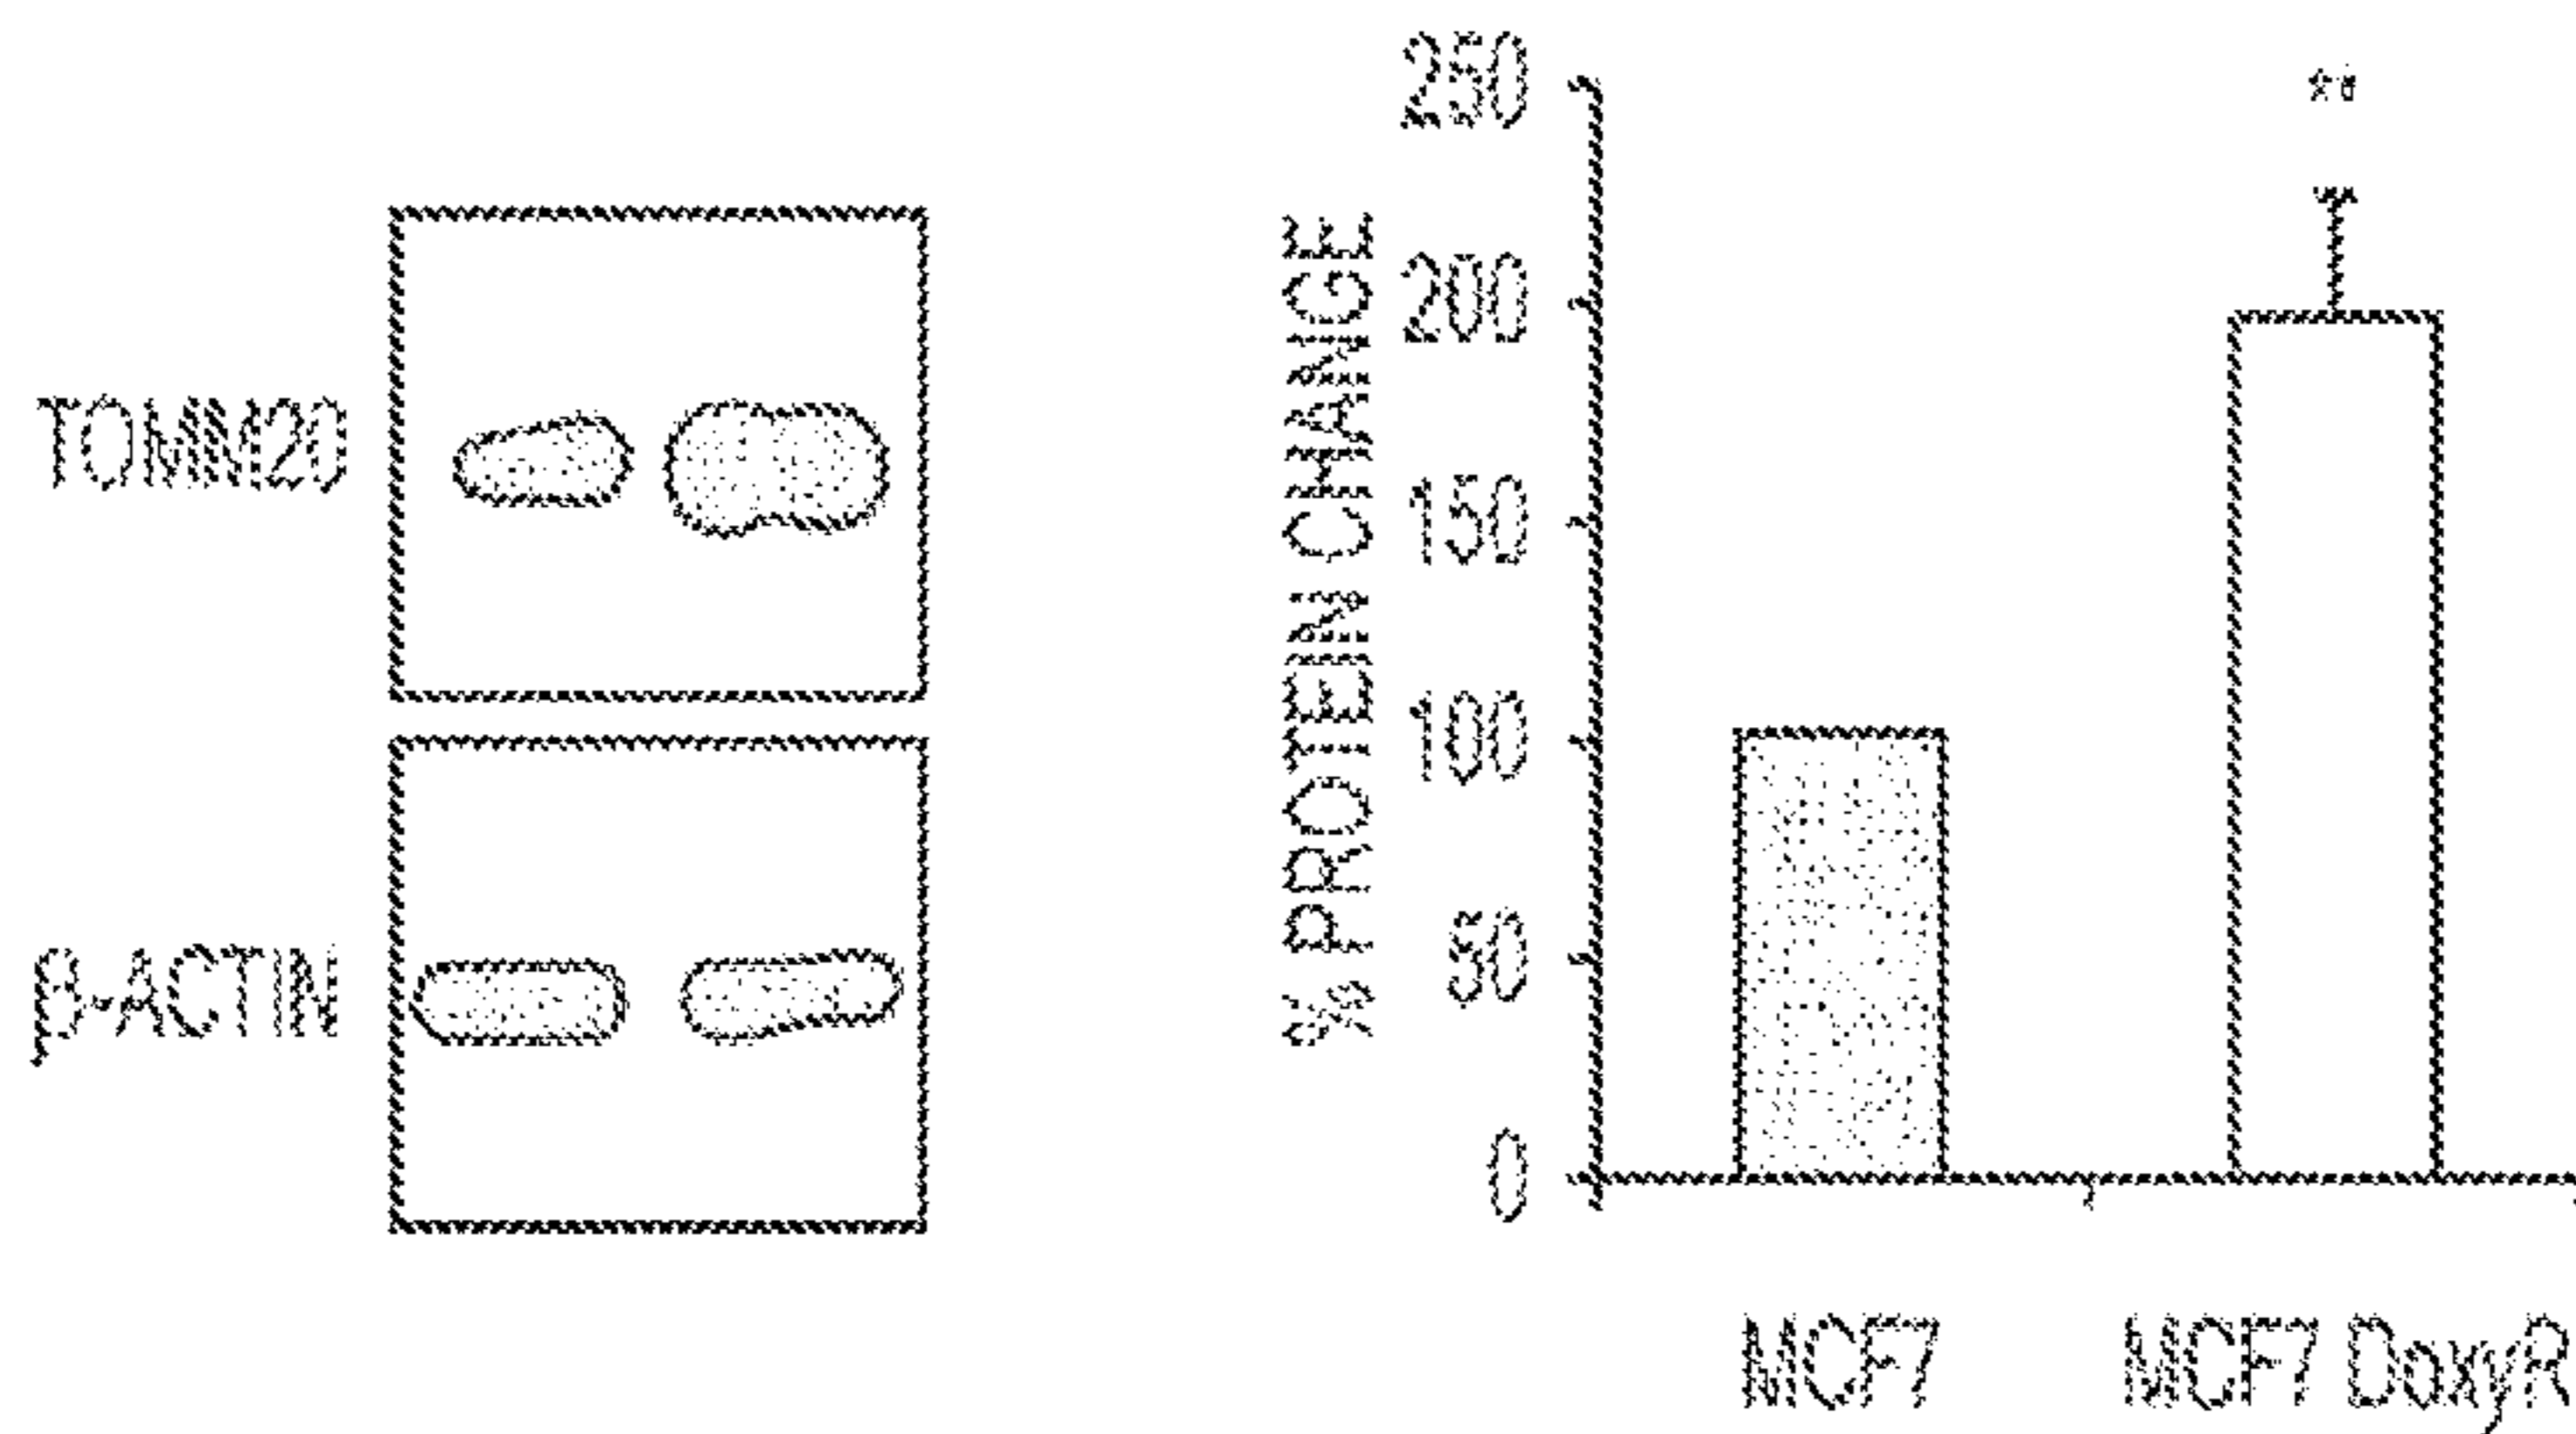 TOMM20
β-ACTIN
% PROTEIN CHANGE
250
200
150
100
50
0
**
MCF7
MCF7 DoxyR